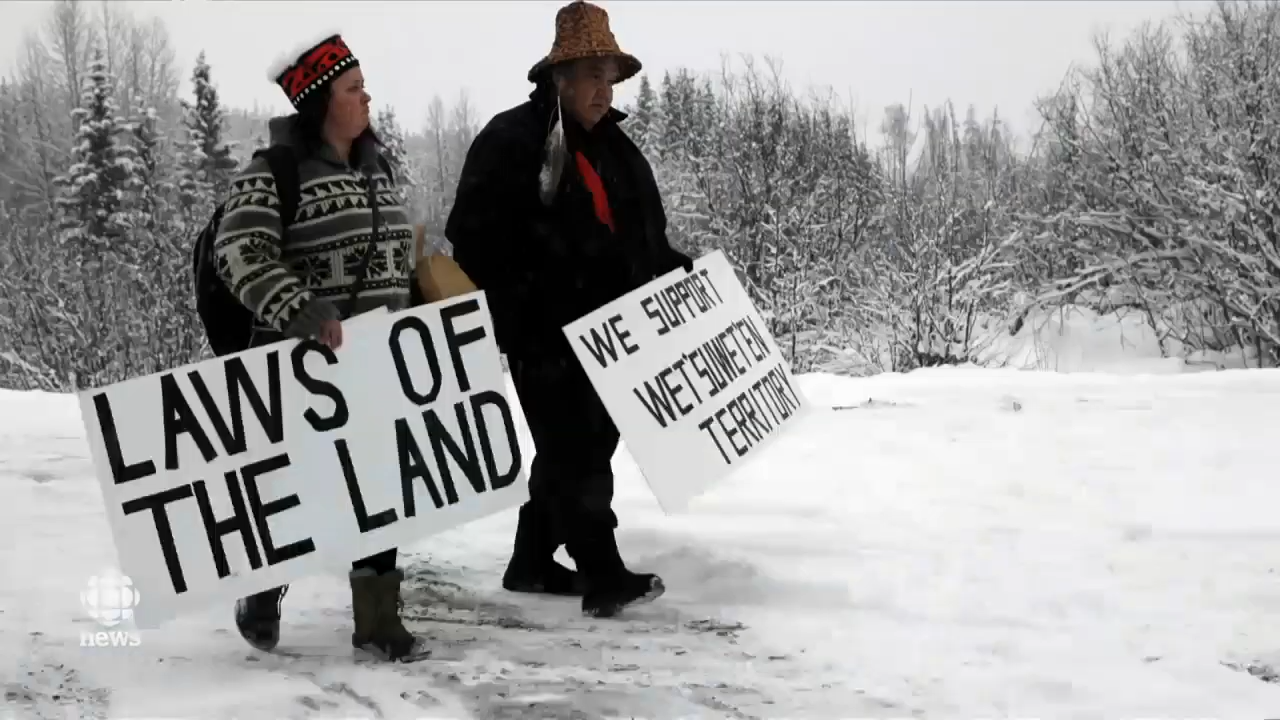 LAWS OF
THE LAND
WE SUPPORT
WET'SUWET'EN
TERRITORY
news